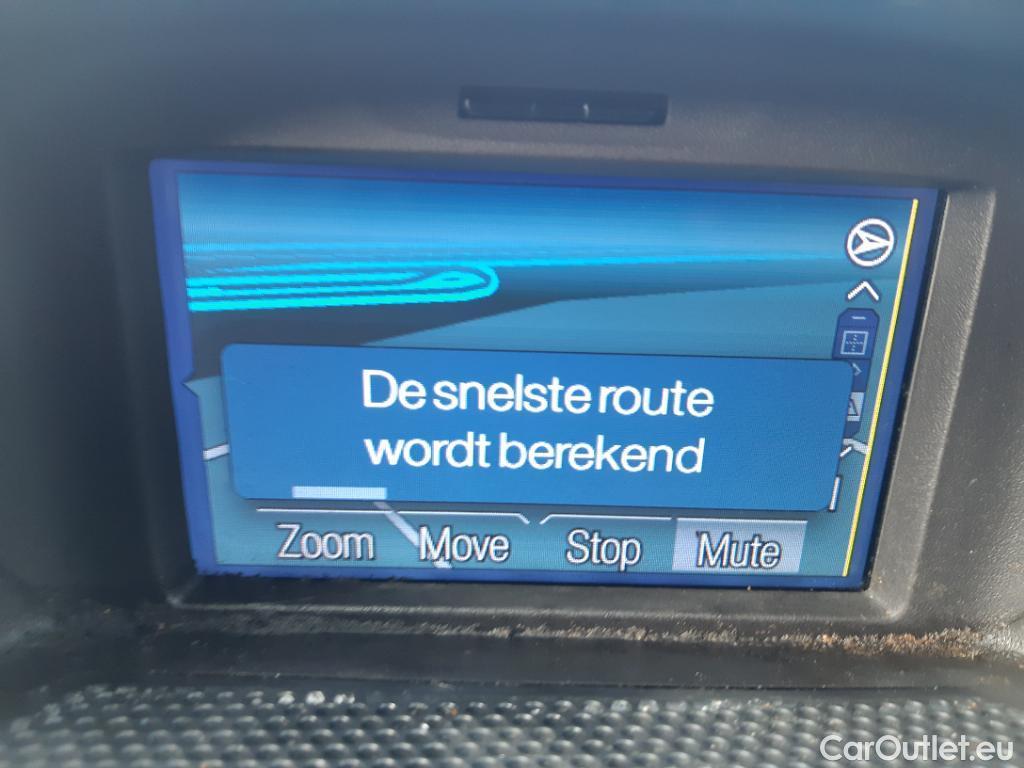 De snelste route
wordt berekend
Zoom Move Stop Mute
CarOutlet.eu